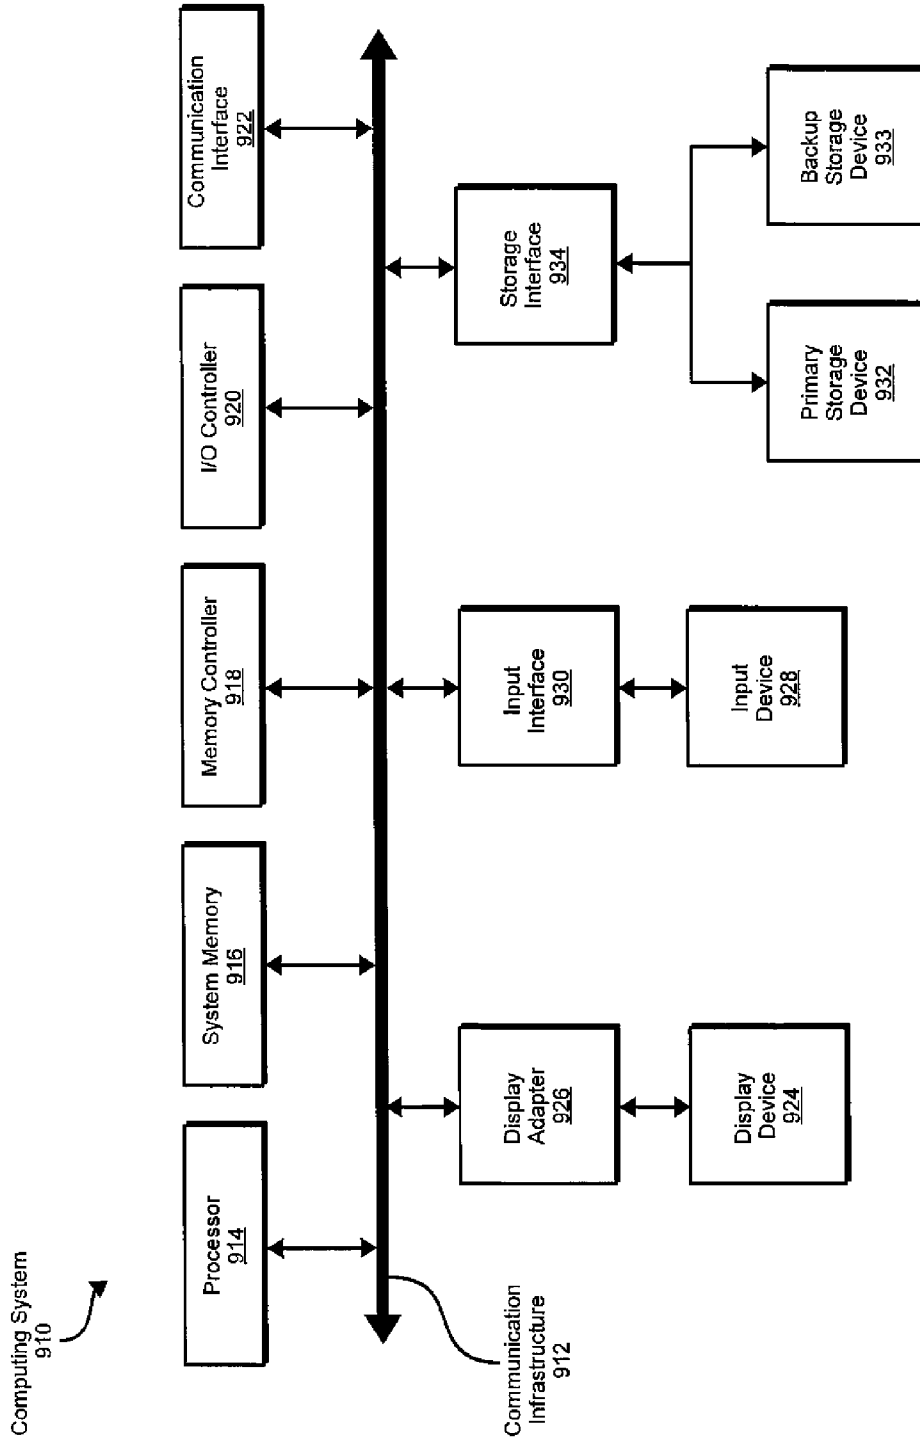 Computing System
910
Processor
914
System Memory
916
Memory Controller
918
I/O Controller
920
Communication
Interface
922
Communication
Infrastructure
912
Display
Adapter
926
Input
Interface
930
Storage
Interface
934
Display
Device
924
Input
Device
928
Primary
Storage
Device
932
Backup
Storage
Device
933